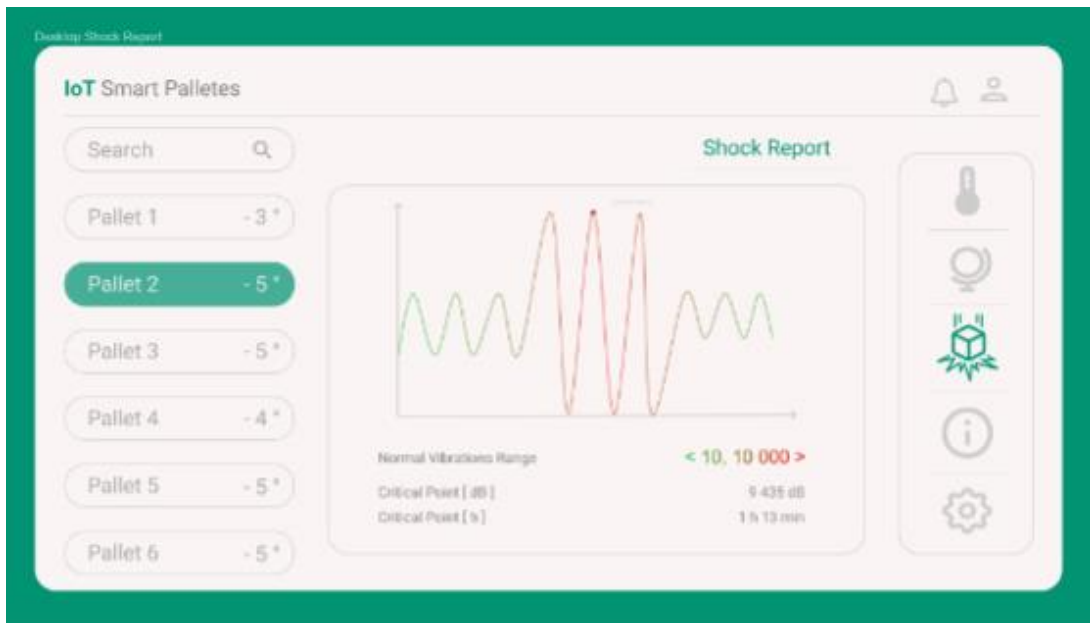 Desktop Shock Report
IoT Smart Palletes
Search
Shock Report
Pallet 1 - 3 °
Pallet 2 - 5 °
Pallet 3 - 5 °
Pallet 4 - 4 °
Pallet 5 - 5 °
Pallet 6 - 5 °
Normal Vibrations Range < 10, 10 000 >
Critical Point [ dB ] 9 435 dB
Critical Point [ h ] 1 h 13 min